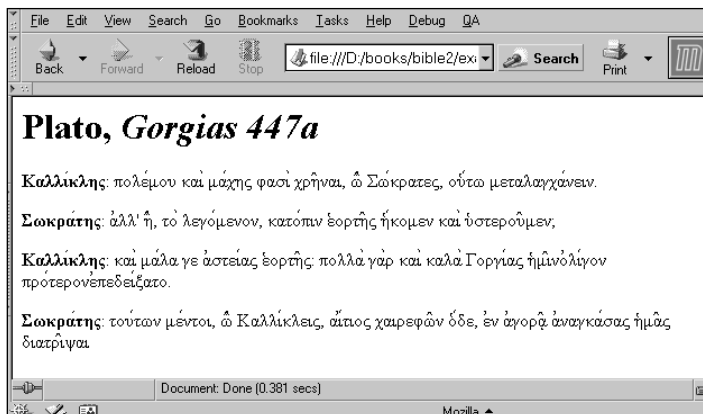 File Edit View Search Go Bookmarks Tasks Help Debug QA
Back Forward Reload Stop file:///D:/books/bible2/exa Search Print
Plato, Gorgias 447a
Καλλίκλης: πολέμου καὶ μάχης φασὶ χρῆναι, ὦ Σώκρατες, οὕτω μεταλαγχάνειν.
Σωκράτης: ἀλλ' ἦ, τὸ λεγόμενον, κατόπιν ἑορτῆς ἥκομεν καὶ ὑστεροῦμεν;
Καλλίκλης: καὶ μάλα γε ἀστείας ἑορτῆς: πολλὰ γὰρ καὶ καλὰ Γοργίας ἡμῖνὀλίγον
πρότερονἐπεδείξατο.
Σωκράτης: τούτων μέντοι, ὦ Καλλίκλεις, αἴτιος χαιρεφῶν ὅδε, ἐν ἀγορᾷ ἀναγκάσας ἡμᾶς
διατρῖψαι
Document: Done (0.381 secs)
Mozilla